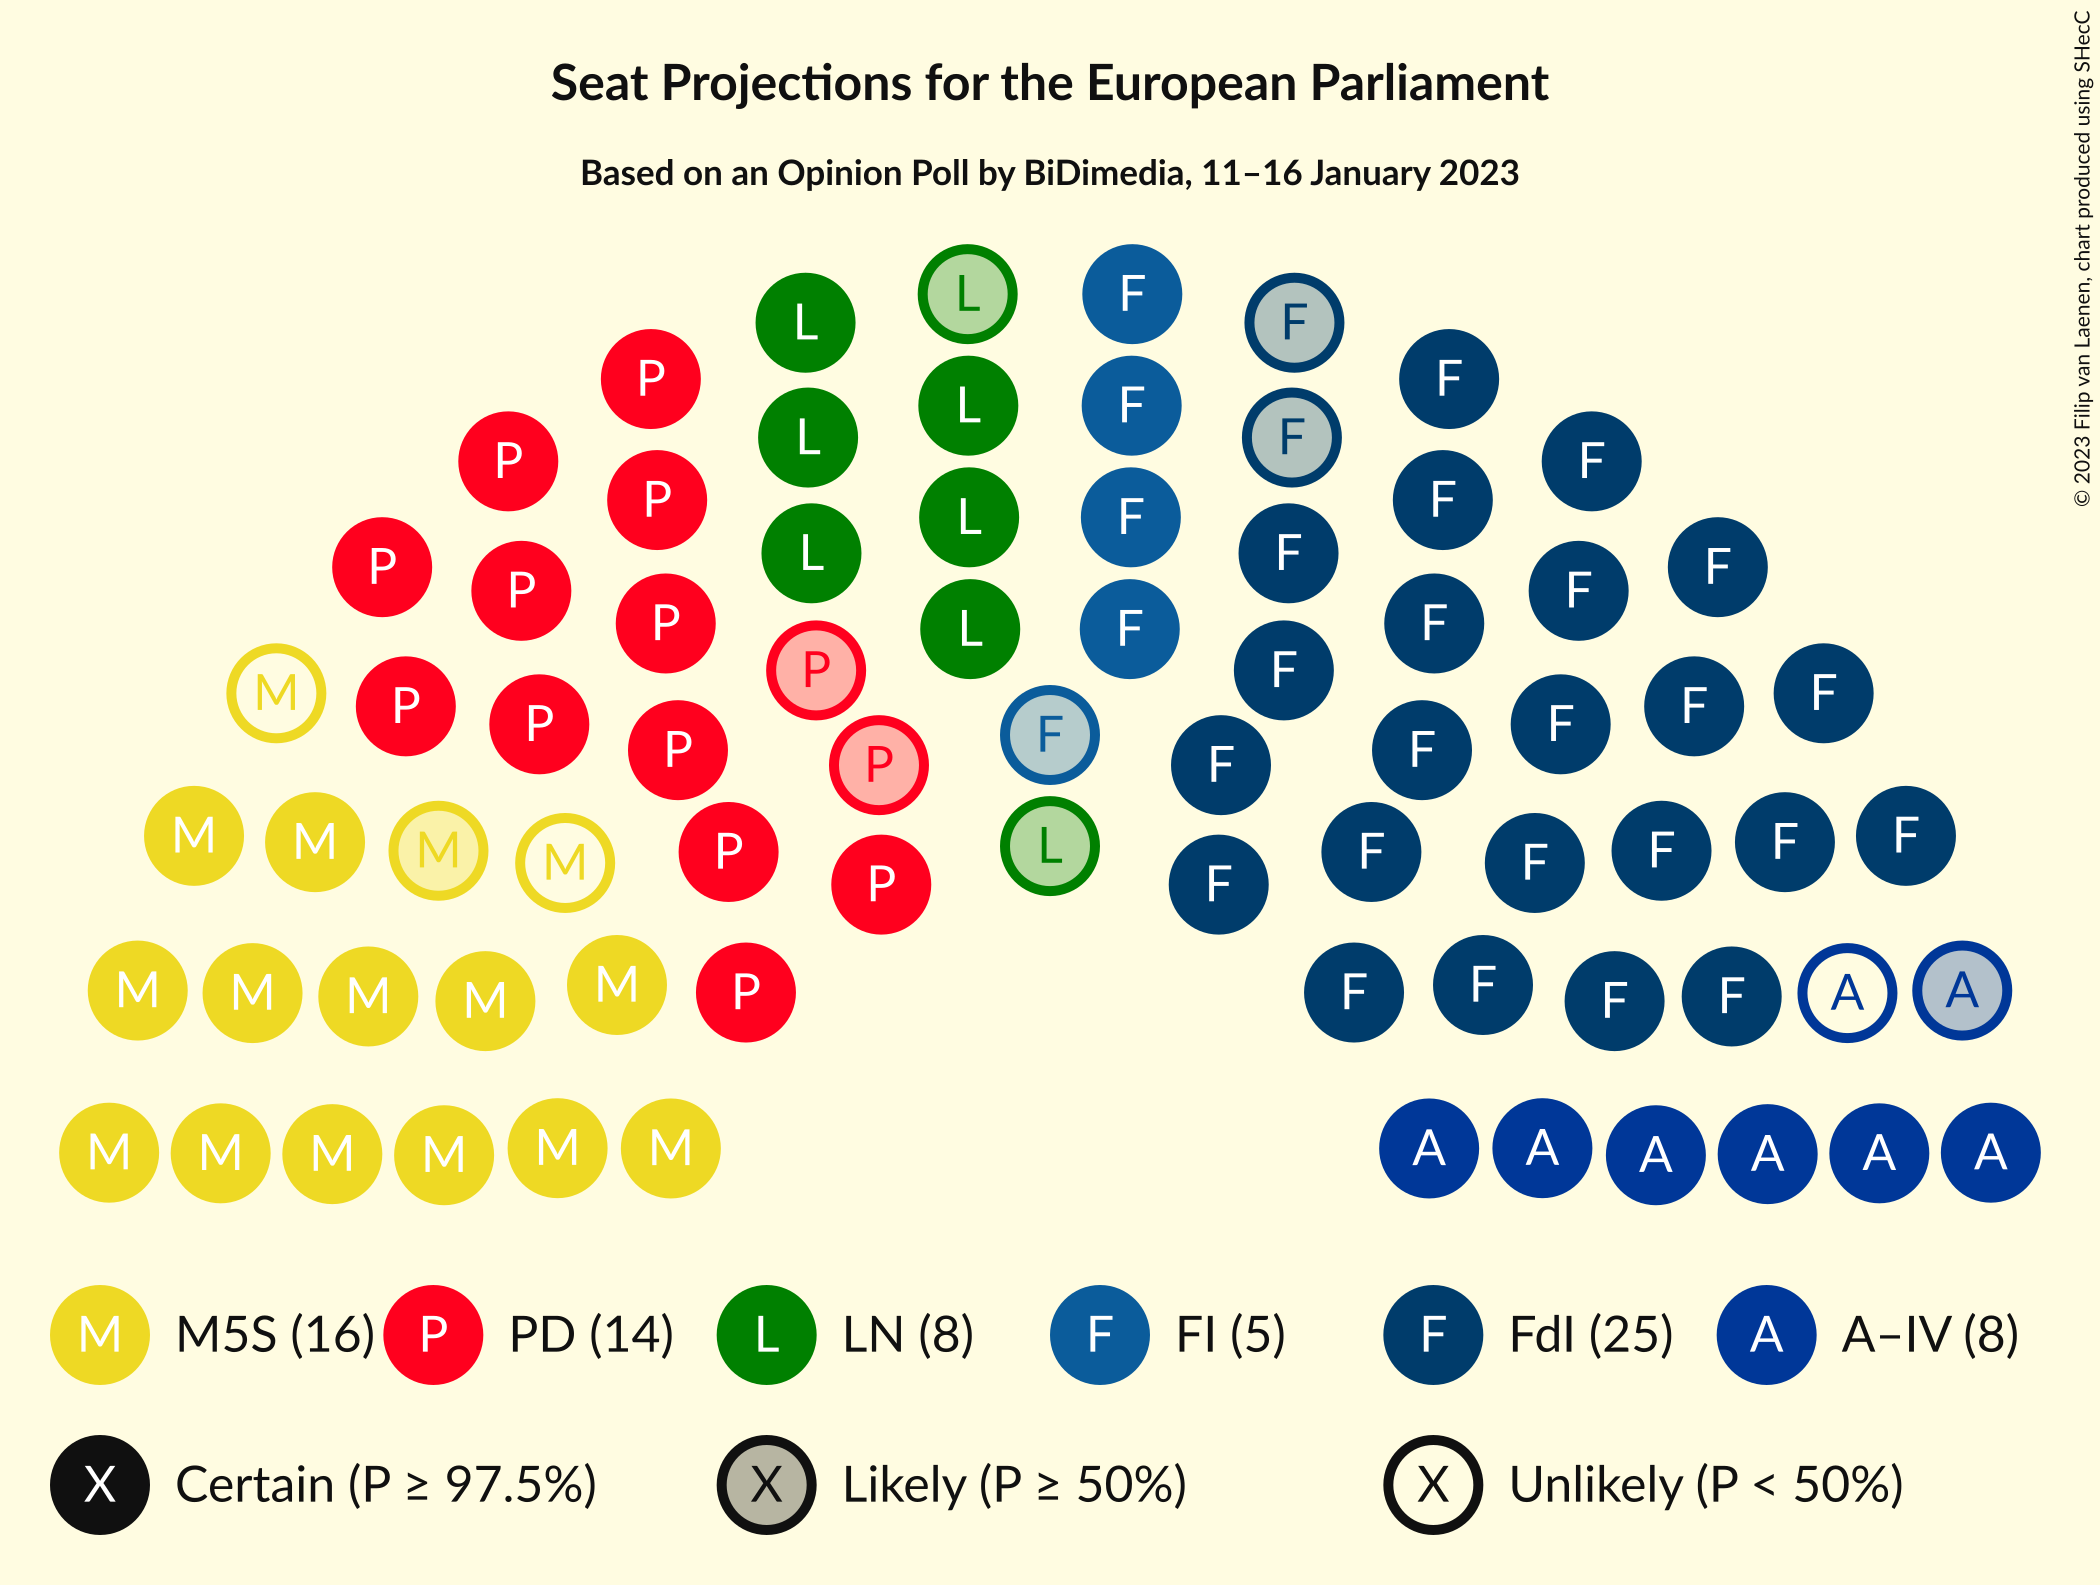 Seat Projections for the European Parliament
Based on an Opinion Poll by BiDimedia, 11–16 January 2023
© 2023 Filip van Laenen, chart produced using SHecC
L F
L F
P F
L F
L F
P F
P F
L F
P F
L F
P F
P F
P F
P F
L F
P F
M F
P F
P F
F
P F
P F
M F
M F
L
M F
P F
M F
P F
M F
P F
M A
M A
M F
M F
M F
M A
M A
M A
M A
M A
M A
M M5S (16) P PD (14) L LN (8) F FI (5) F FdI (25) A A–IV (8)
X Certain (P ≥ 97.5%) X Likely (P ≥ 50%) X Unlikely (P < 50%)